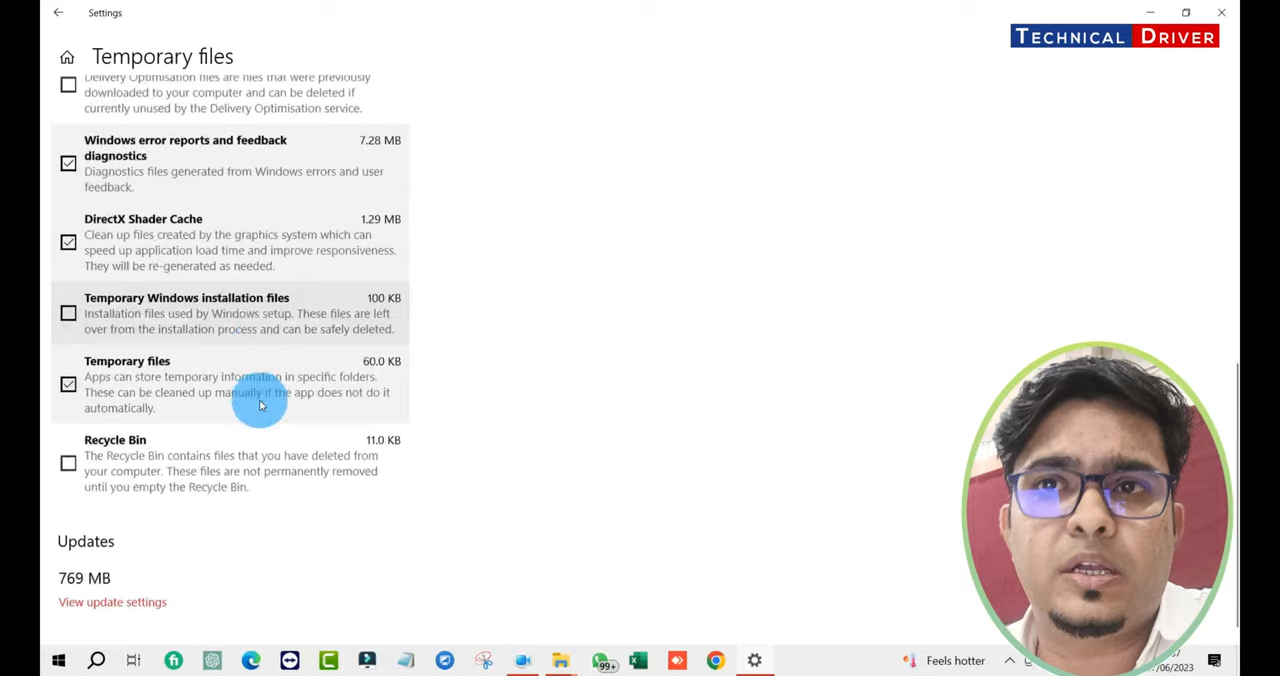 Settings
TECHNICAL DRIVER
Temporary files
Delivery Optimisation files are files that were previously
downloaded to your computer and can be deleted if
currently unused by the Delivery Optimisation service.
Windows error reports and feedback 7.28 MB
diagnostics
Diagnostics files generated from Windows errors and user
feedback.
DirectX Shader Cache 1.29 MB
Clean up files created by the graphics system which can
speed up application load time and improve responsiveness.
They will be re-generated as needed.
Temporary Windows installation files 100 KB
Installation files used by Windows setup. These files are left
over from the installation process and can be safely deleted.
Temporary files 60.0 KB
Apps can store temporary information in specific folders.
These can be cleaned up manually if the app does not do it
automatically.
Recycle Bin 11.0 KB
The Recycle Bin contains files that you have deleted from
your computer. These files are not permanently removed
until you empty the Recycle Bin.
Updates
769 MB
View update settings
99+
Feels hotter
/06/2023